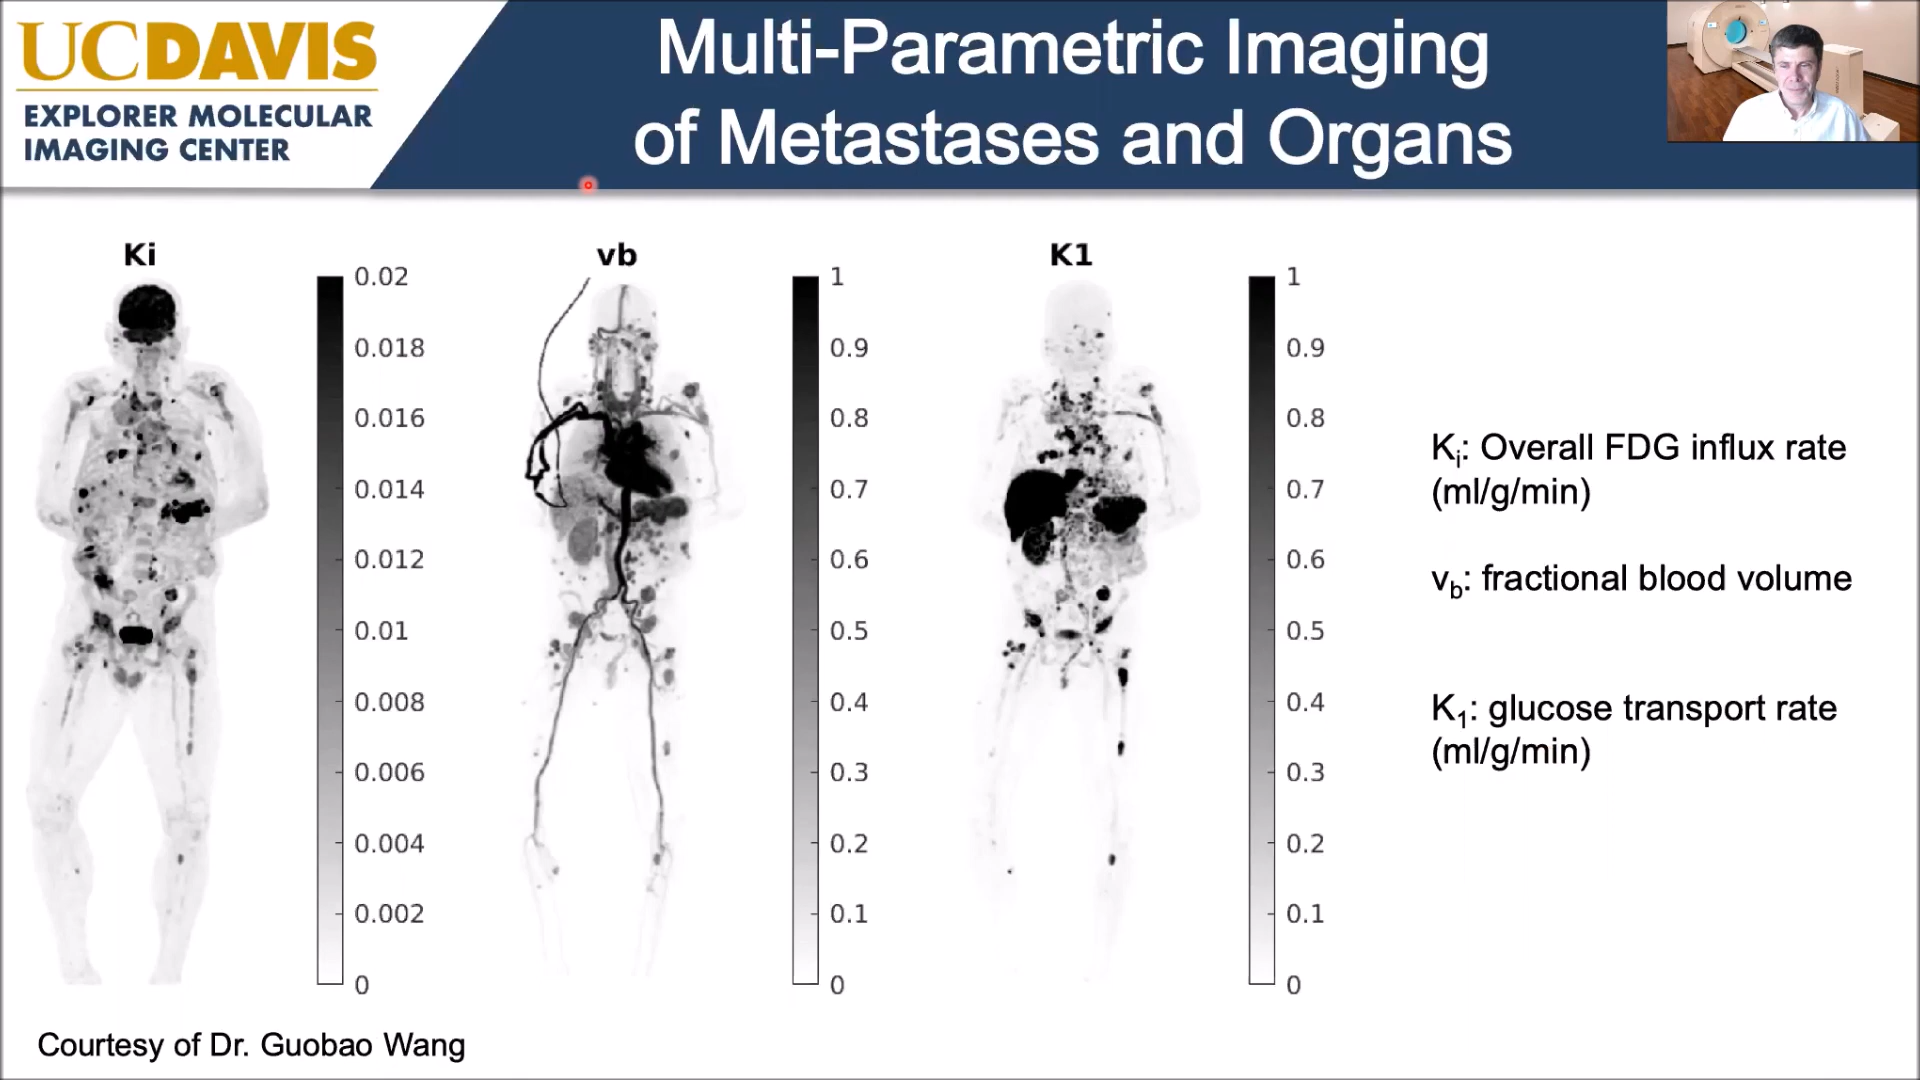 UCDAVIS
EXPLORER MOLECULAR
IMAGING CENTER
Multi-Parametric Imaging
of Metastases and Organs
Ki
0.02
0.018
0.016
0.014
0.012
0.01
0.008
0.006
0.004
0.002
0
vb
1
0.9
0.8
0.7
0.6
0.5
0.4
0.3
0.2
0.1
0
K1
1
0.9
0.8
0.7
0.6
0.5
0.4
0.3
0.2
0.1
0
Ki: Overall FDG influx rate
(ml/g/min)
vb: fractional blood volume
K1: glucose transport rate
(ml/g/min)
Courtesy of Dr. Guobao Wang